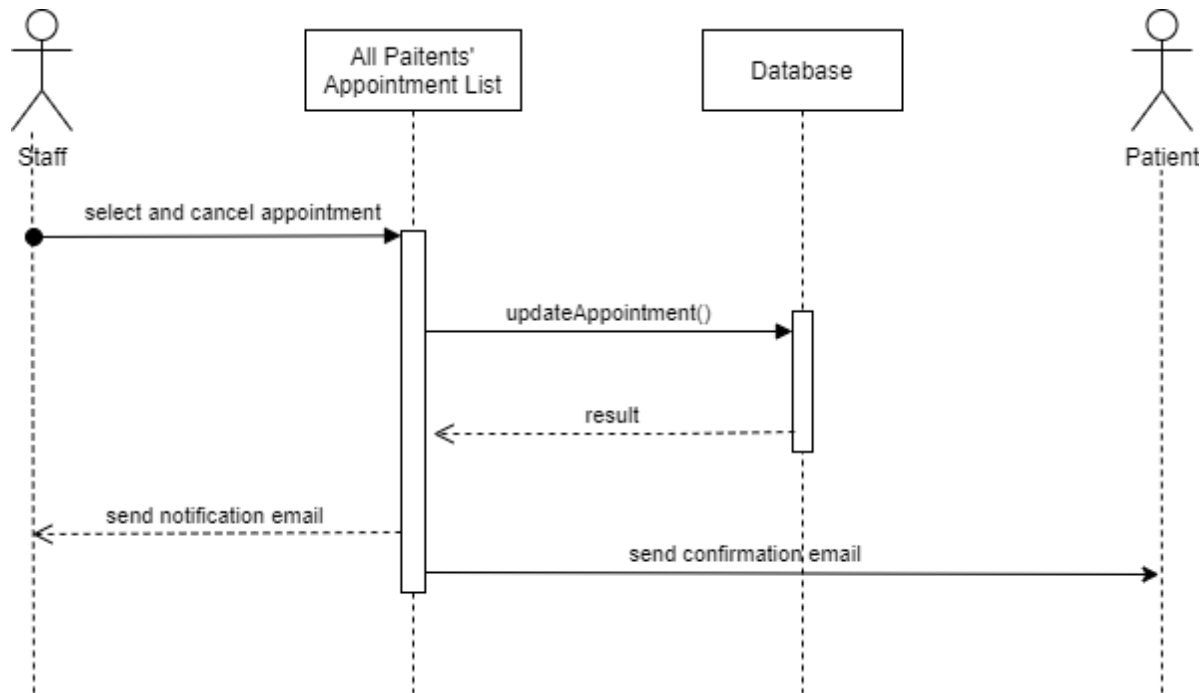 All Paitents'
Appointment List
Database
Staff
Patient
select and cancel appointment
updateAppointment()
result
send notification email
send confirmation email